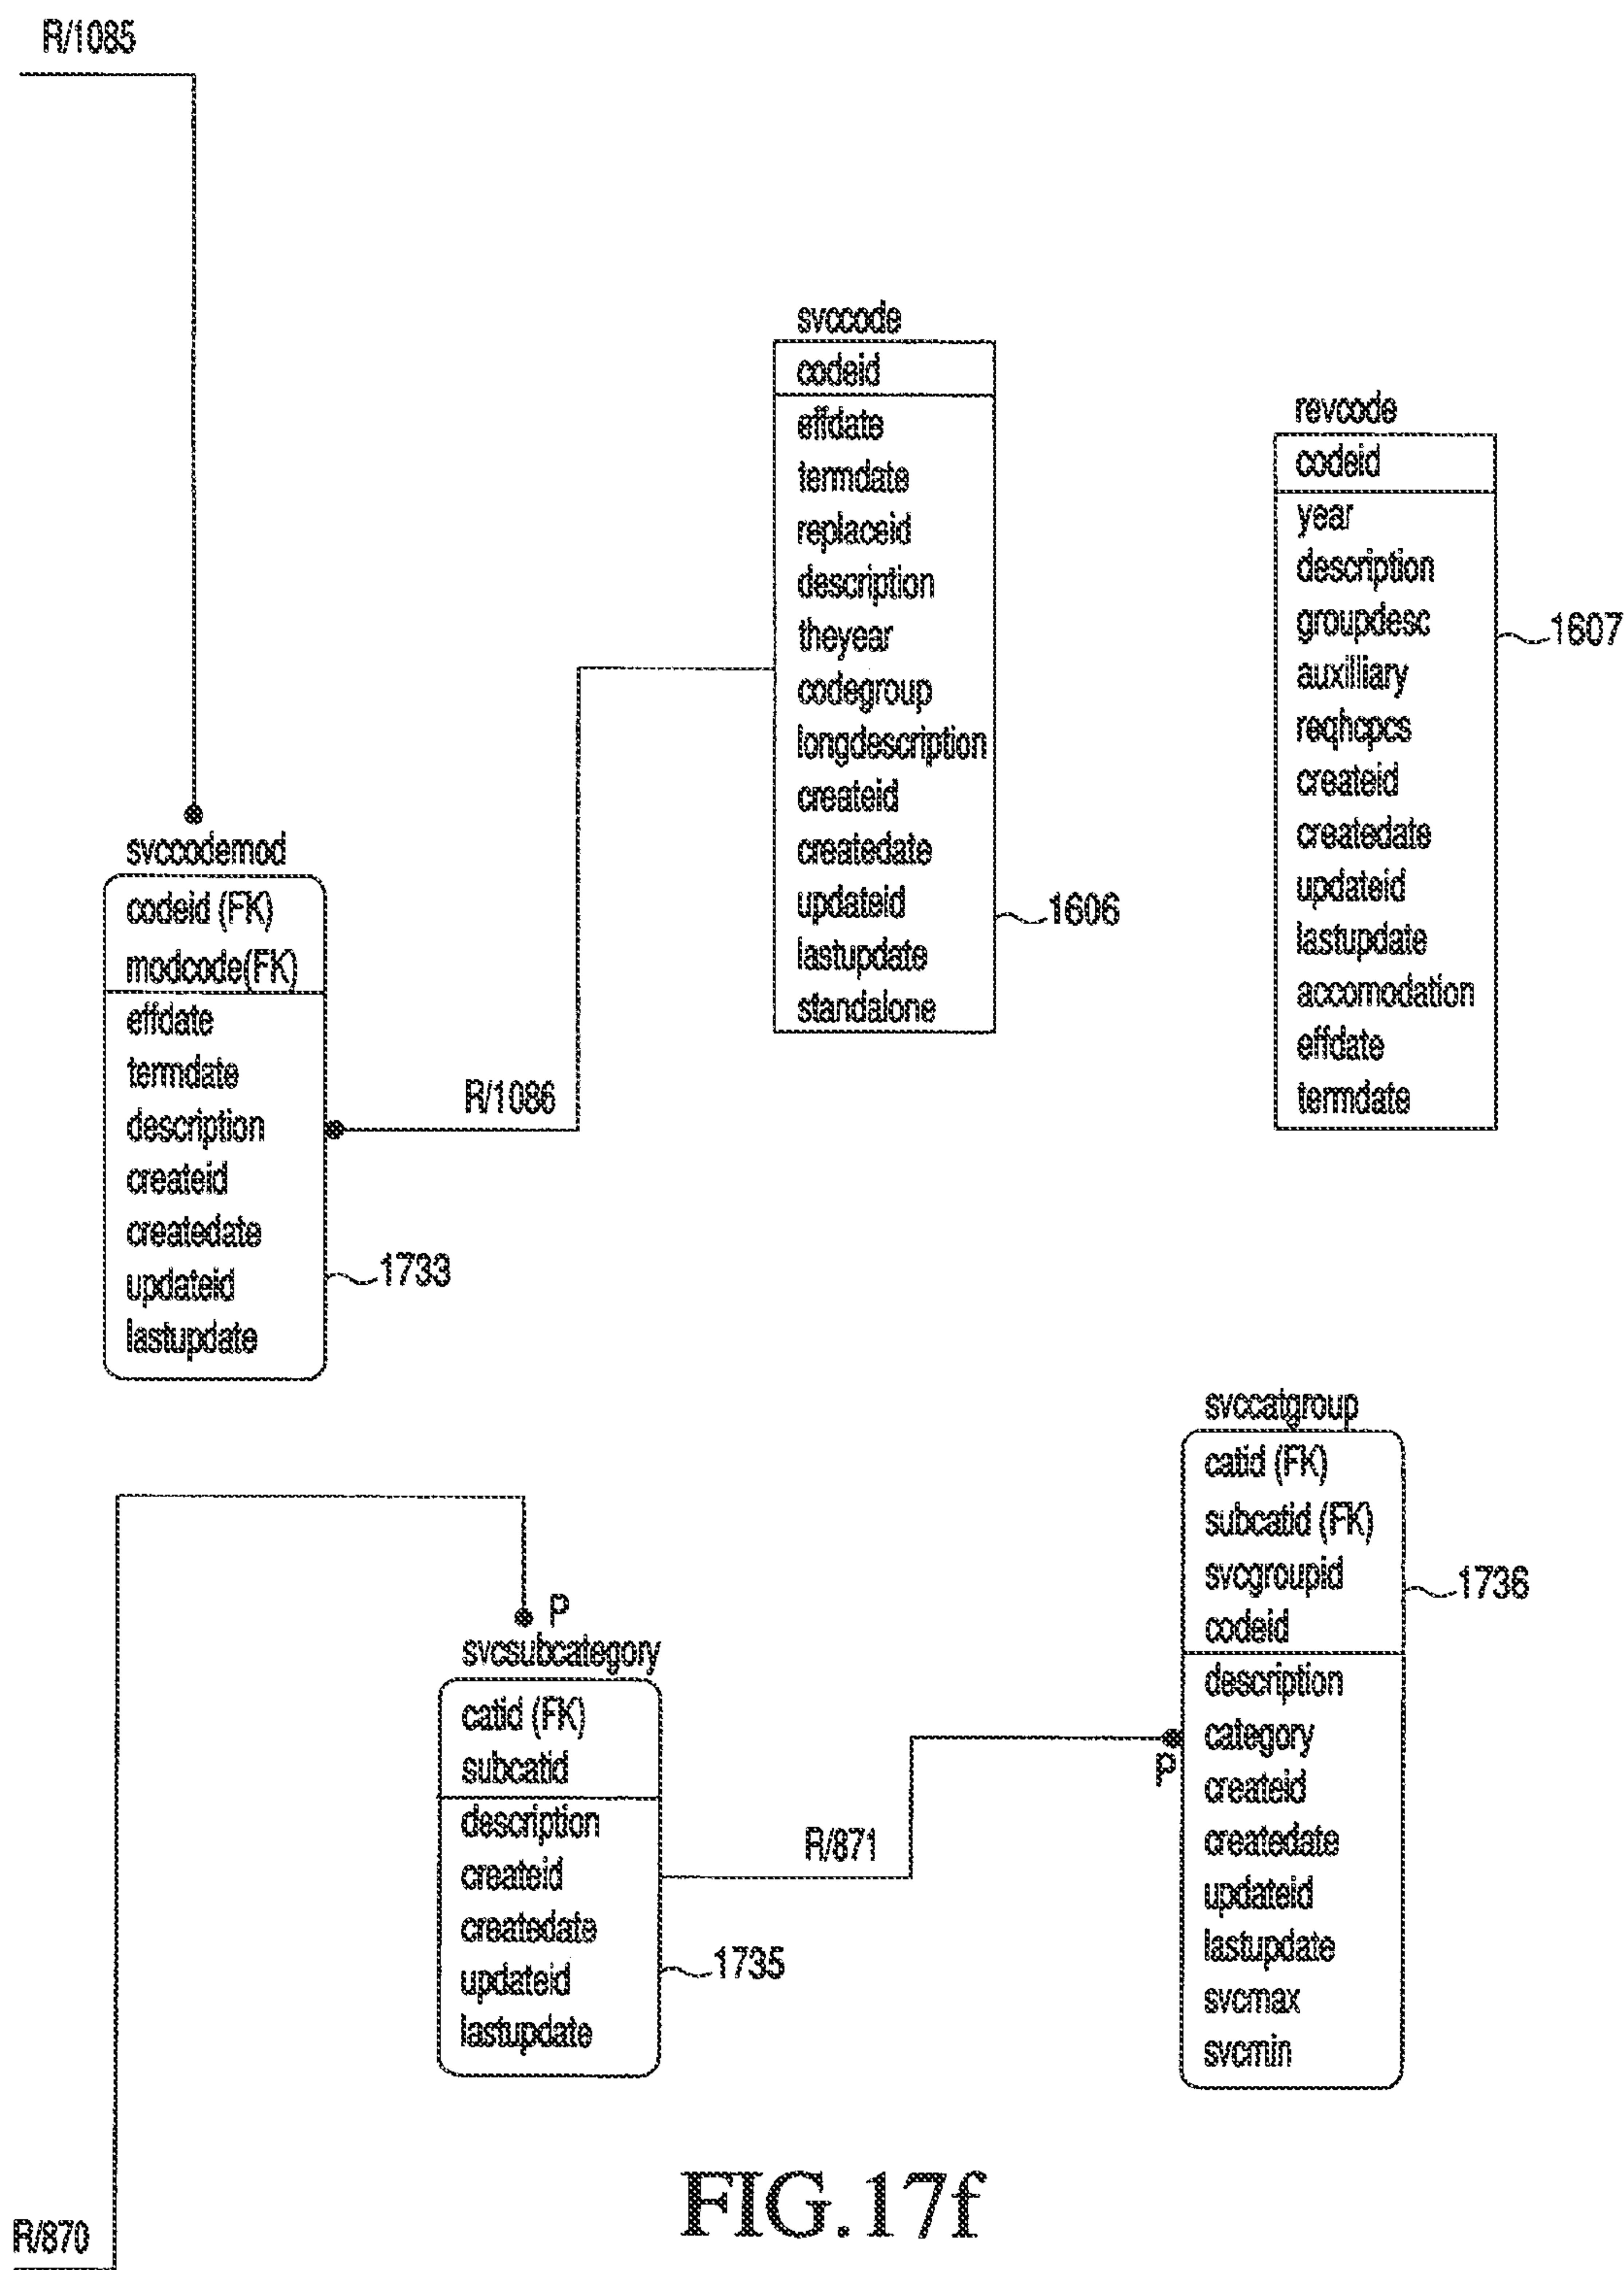 R/1085
svccode
codeid
effdate
termdate
replaceid
description
theyear
codegroup
longdescription
createid
createdate
updateid
lastupdate
standalone
1606
revcode
codeid
year
description
groupdesc
auxilliary
reqhcpcs
createid
createdate
updateid
lastupdate
accomodation
effdate
termdate
1607
svccodemod
codeid (FK)
modcode(FK)
effdate
termdate
description
createid
createdate
updateid
lastupdate
1733
R/1086
svccatgroup
catid (FK)
subcatid (FK)
svcgroupid
codeid
description
category
createid
createdate
updateid
lastupdate
svcmax
svcmin
1736
P
P
svcsubcategory
catid (FK)
subcatid
description
createid
createdate
updateid
lastupdate
1735
R/871
R/870
FIG.17f